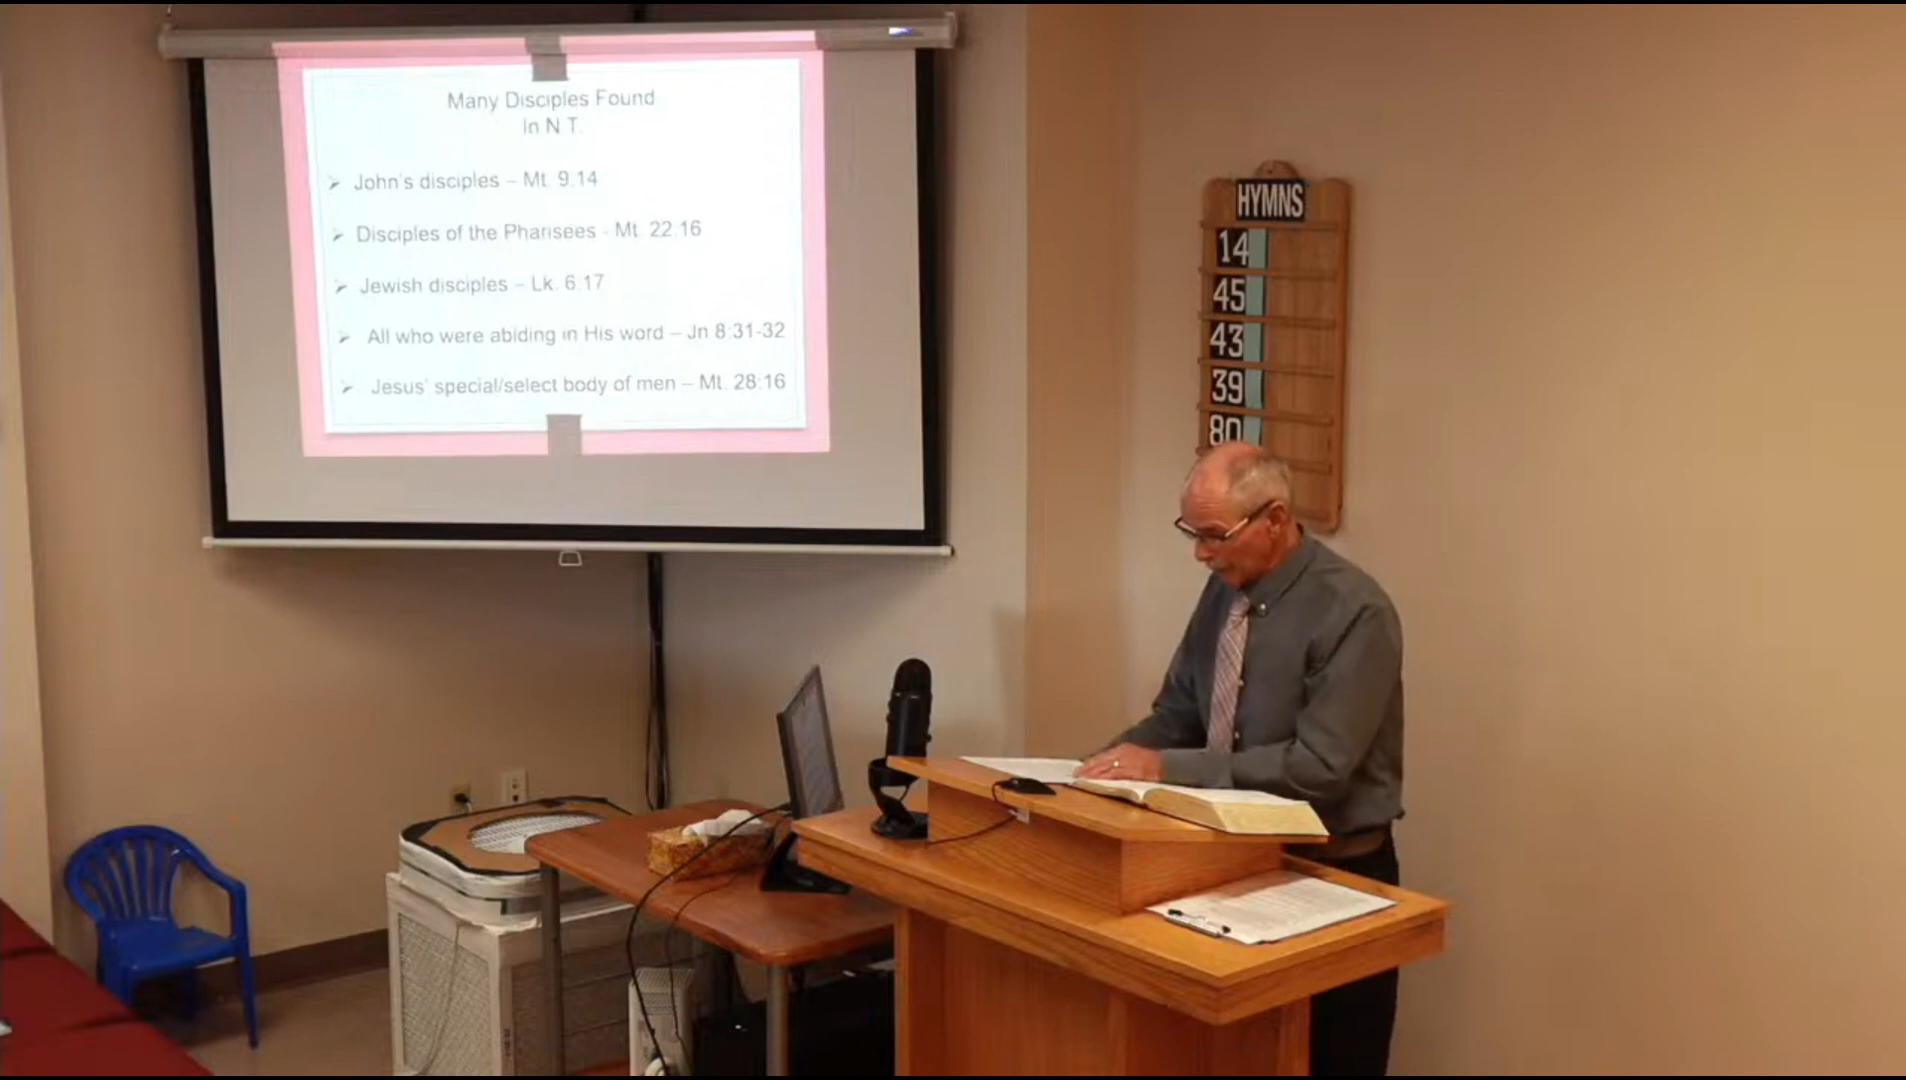 Many Disciples Found
In N.T.
John's disciples – Mt. 9:14
Disciples of the Pharisees - Mt. 22:16
Jewish disciples – Lk. 6:17
All who were abiding in His word – Jn 8:31-32
Jesus' special/select body of men – Mt. 28:16
HYMNS
14
45
43
39
80